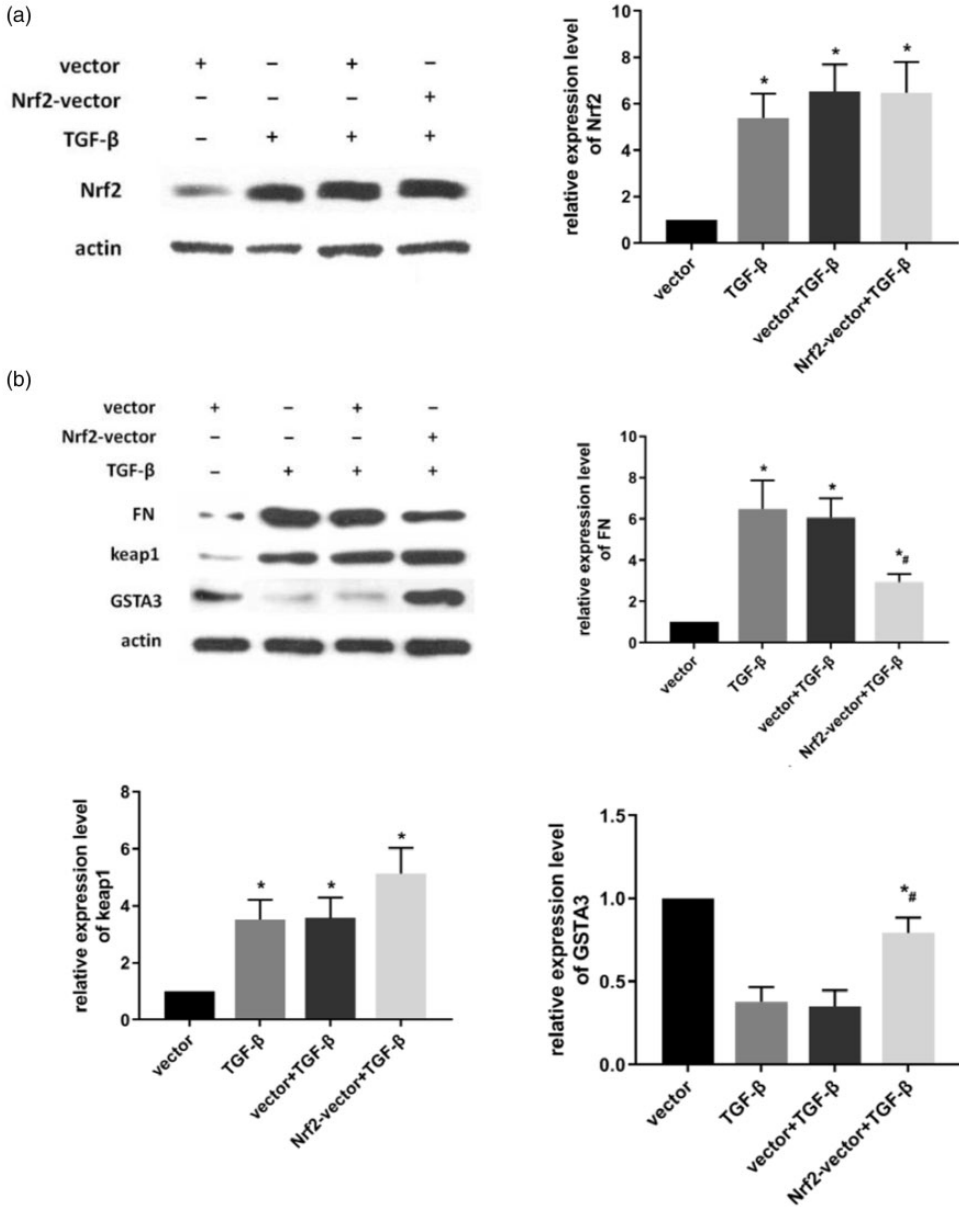 (a)
vector + – + –
Nrf2-vector – – – +
TGF-β – + + +
Nrf2
actin
relative expression level
of Nrf2
10
8
6
4
2
0
* * *
vector
TGF-β
vector+TGF-β
Nrf2-vector+TGF-β
(b)
vector + – + –
Nrf2-vector – – – +
TGF-β – + + +
FN
keap1
GSTA3
actin
relative expression level
of FN
10
8
6
4
2
0
* * *#
vector
TGF-β
vector+TGF-β
Nrf2-vector+TGF-β
relative expression level
of keap1
8
6
4
2
0
* * *
vector
TGF-β
vector+TGF-β
Nrf2-vector+TGF-β
relative expression level
of GSTA3
1.5
1.0
0.5
0.0
*#
vector
TGF-β
vector+TGF-β
Nrf2-vector+TGF-β